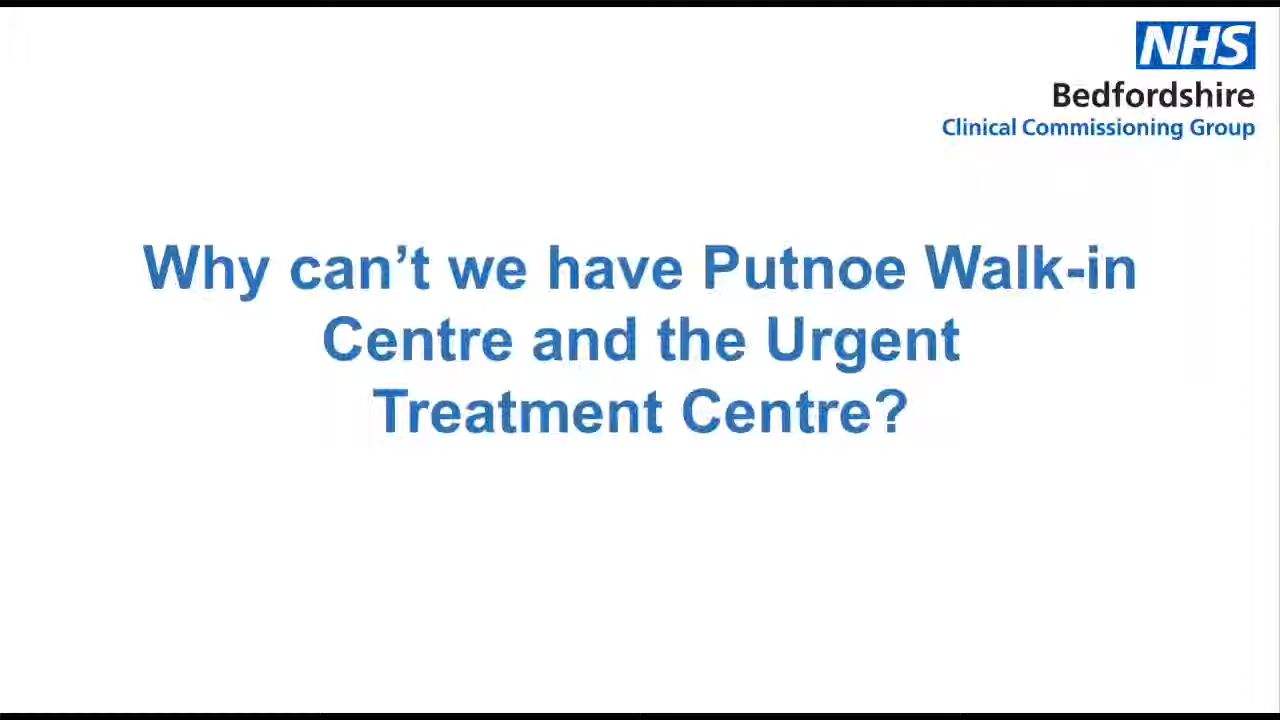 NHS
Bedfordshire
Clinical Commissioning Group
Why can’t we have Putnoe Walk-in
Centre and the Urgent
Treatment Centre?